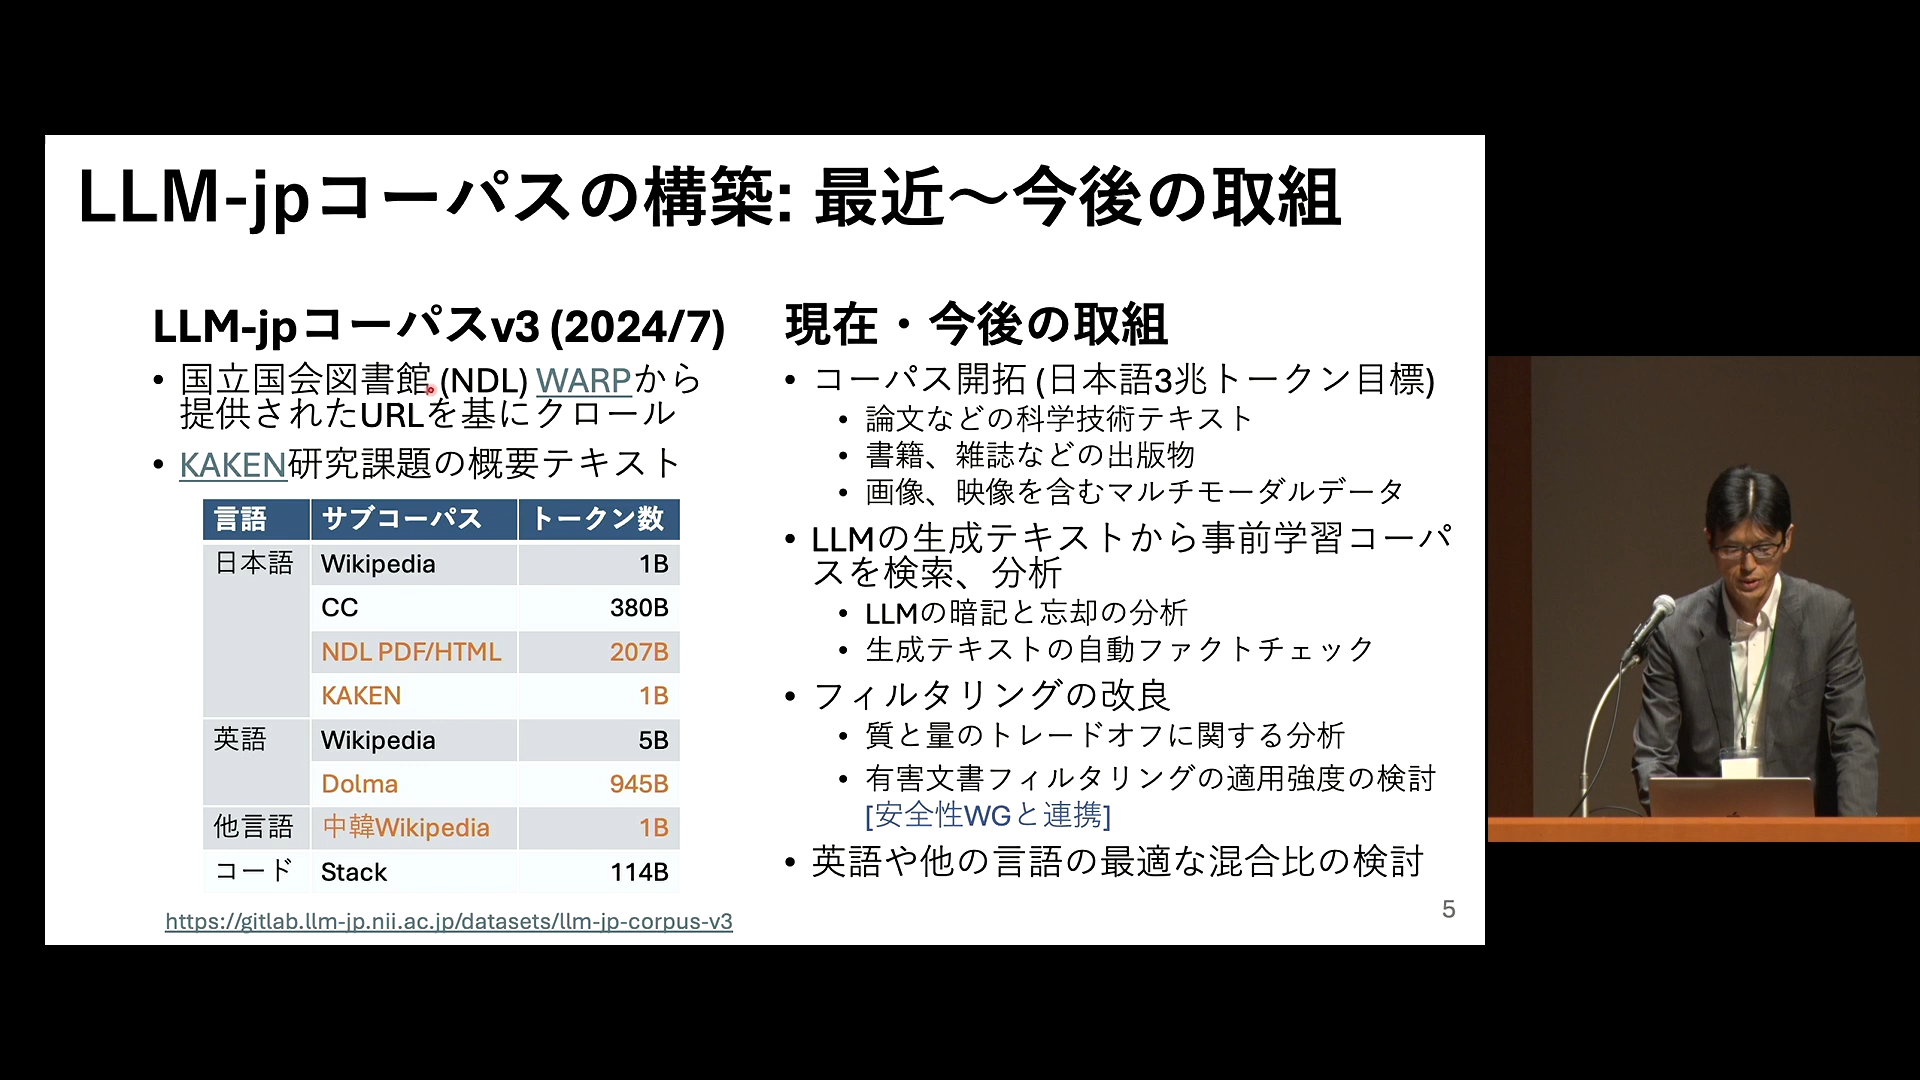 LLM-jpコーパスの構築: 最近～今後の取組
LLM-jpコーパスv3 (2024/7)
• 国立国会図書館 (NDL) WARPから
提供されたURLを基にクロール
• KAKEN研究課題の概要テキスト
言語 サブコーパス トークン数
日本語 Wikipedia 1B
CC 380B
NDL PDF/HTML 207B
KAKEN 1B
英語 Wikipedia 5B
Dolma 945B
他言語 中韓Wikipedia 1B
コード Stack 114B
https://gitlab.llm-jp.nii.ac.jp/datasets/llm-jp-corpus-v3
現在・今後の取組
• コーパス開拓 (日本語3兆トークン目標)
• 論文などの科学技術テキスト
• 書籍、雑誌などの出版物
• 画像、映像を含むマルチモーダルデータ
• LLMの生成テキストから事前学習コーパ
スを検索、分析
• LLMの暗記と忘却の分析
• 生成テキストの自動ファクトチェック
• フィルタリングの改良
• 質と量のトレードオフに関する分析
• 有害文書フィルタリングの適用強度の検討
[安全性WGと連携]
• 英語や他の言語の最適な混合比の検討
5